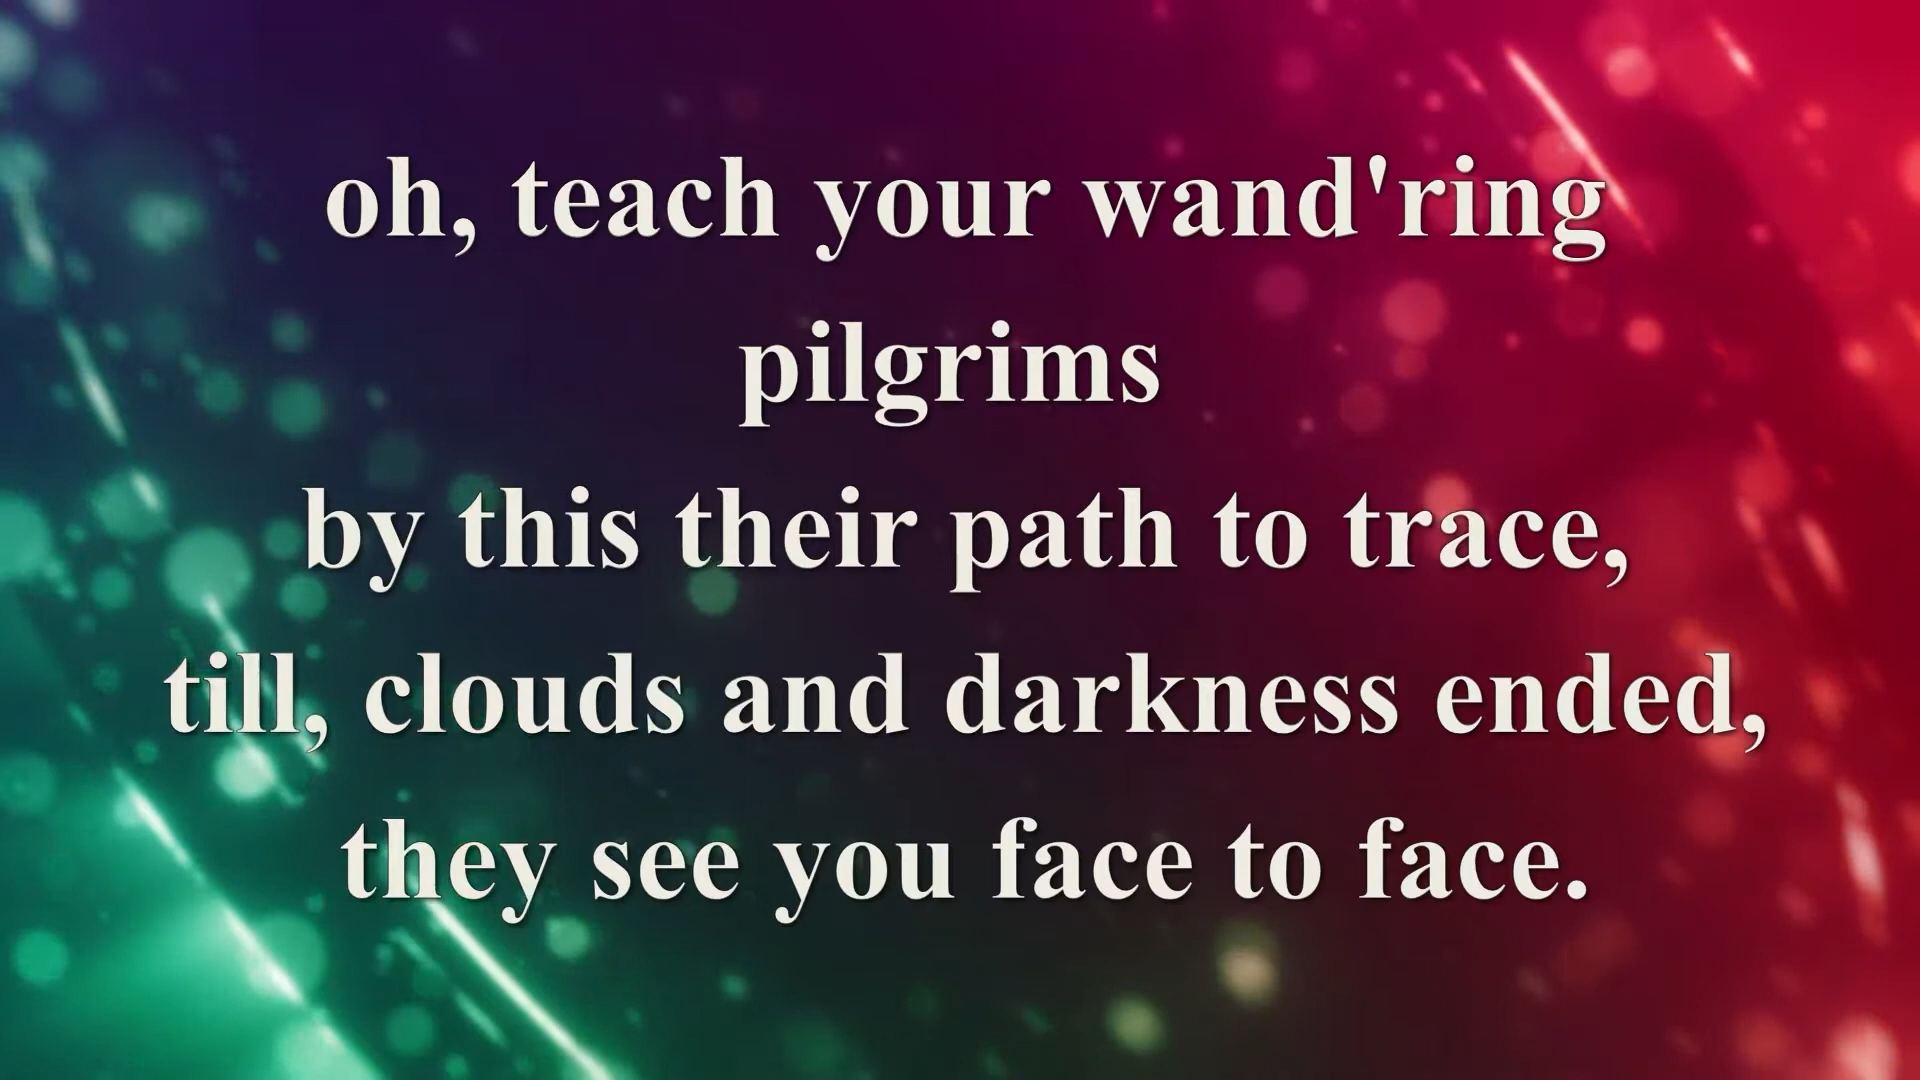 oh, teach your wand'ring
pilgrims
by this their path to trace,
till, clouds and darkness ended,
they see you face to face.